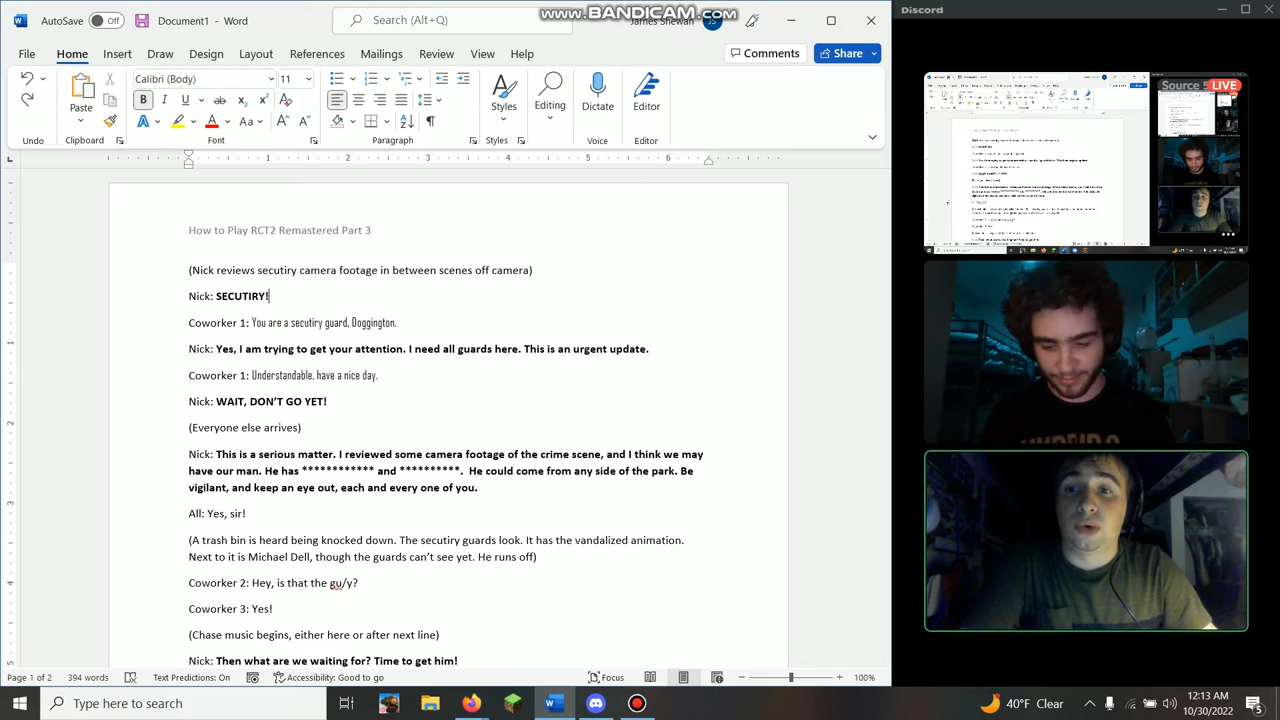 www.BANDICAM.com
AutoSave Off Document1 - Word Search (Alt+Q) James Shewan JS
Discord
File Home Insert Draw Design Layout References Mailings Review View Help Comments Share
Calibri (Body) 11
Paste Styles Editing Dictate Editor
Undo Clipboard Font Paragraph Styles Voice Editor
Source LIVE
How to Play RCTC Remastered Part 3
(Nick reviews secutiry camera footage in between scenes off camera)
Nick: SECUTIRY!
Coworker 1: You are a secutiry guard, Doggington.
Nick: Yes, I am trying to get your attention. I need all guards here. This is an urgent update.
Coworker 1: Understandable, have a nice day.
Nick: WAIT, DON'T GO YET!
(Everyone else arrives)
Nick: This is a serious matter. I reviewed some camera footage of the crime scene, and I think we may
have our man. He has ************ and **********. He could come from any side of the park. Be
vigilant, and keep an eye out, each and every one of you.
All: Yes, sir!
(A trash bin is heard being knocked down. The secutiry guards look. It has the vandalized animation.
Next to it is Michael Dell, though the guards can't see yet. He runs off)
Coworker 2: Hey, is that the gu/y?
Coworker 3: Yes!
(Chase music begins, either here or after next line)
Nick: Then what are we waiting for? Time to get him!
Page 1 of 2 394 words Text Predictions: On Accessibility: Good to go Focus 100%
Type here to search 40°F Clear 12:13 AM
10/30/2022 5